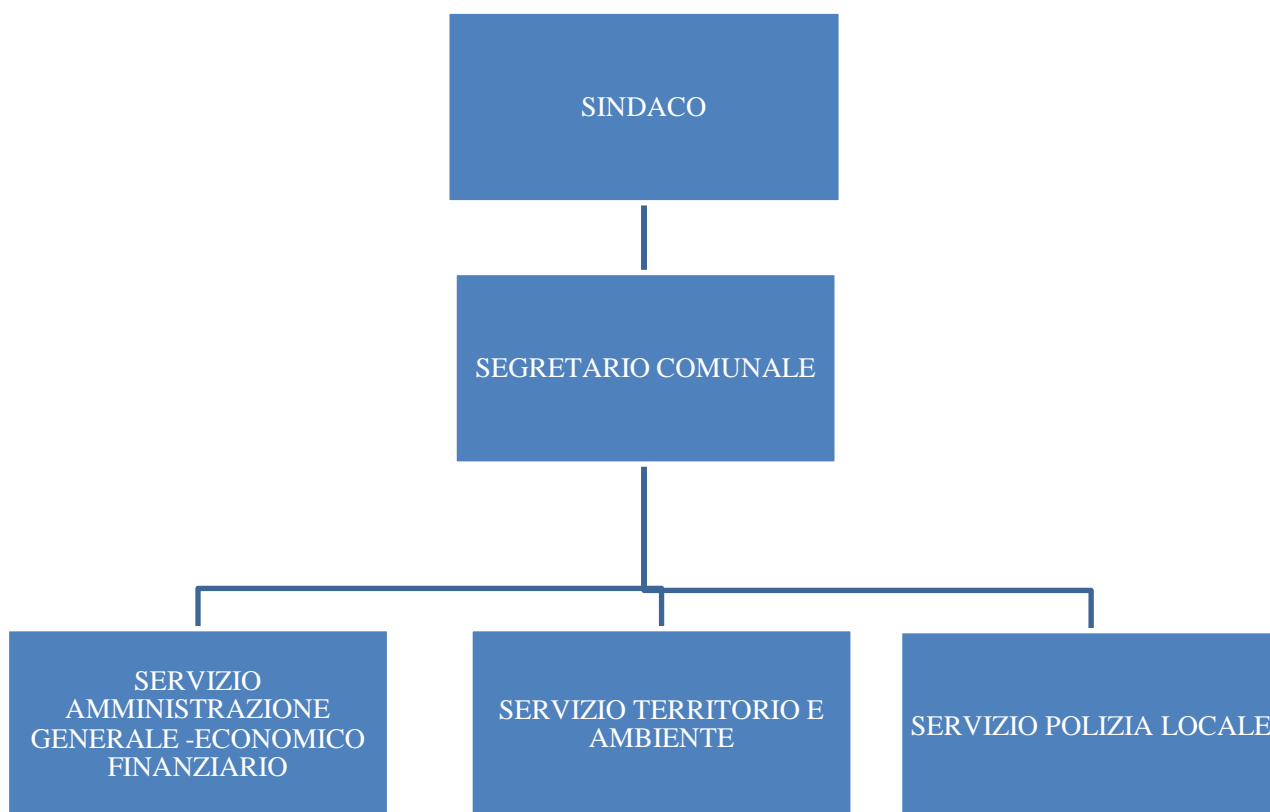 SINDACO
SEGRETARIO COMUNALE
SERVIZIO
AMMINISTRAZIONE
GENERALE -ECONOMICO
FINANZIARIO
SERVIZIO TERRITORIO E
AMBIENTE
SERVIZIO POLIZIA LOCALE